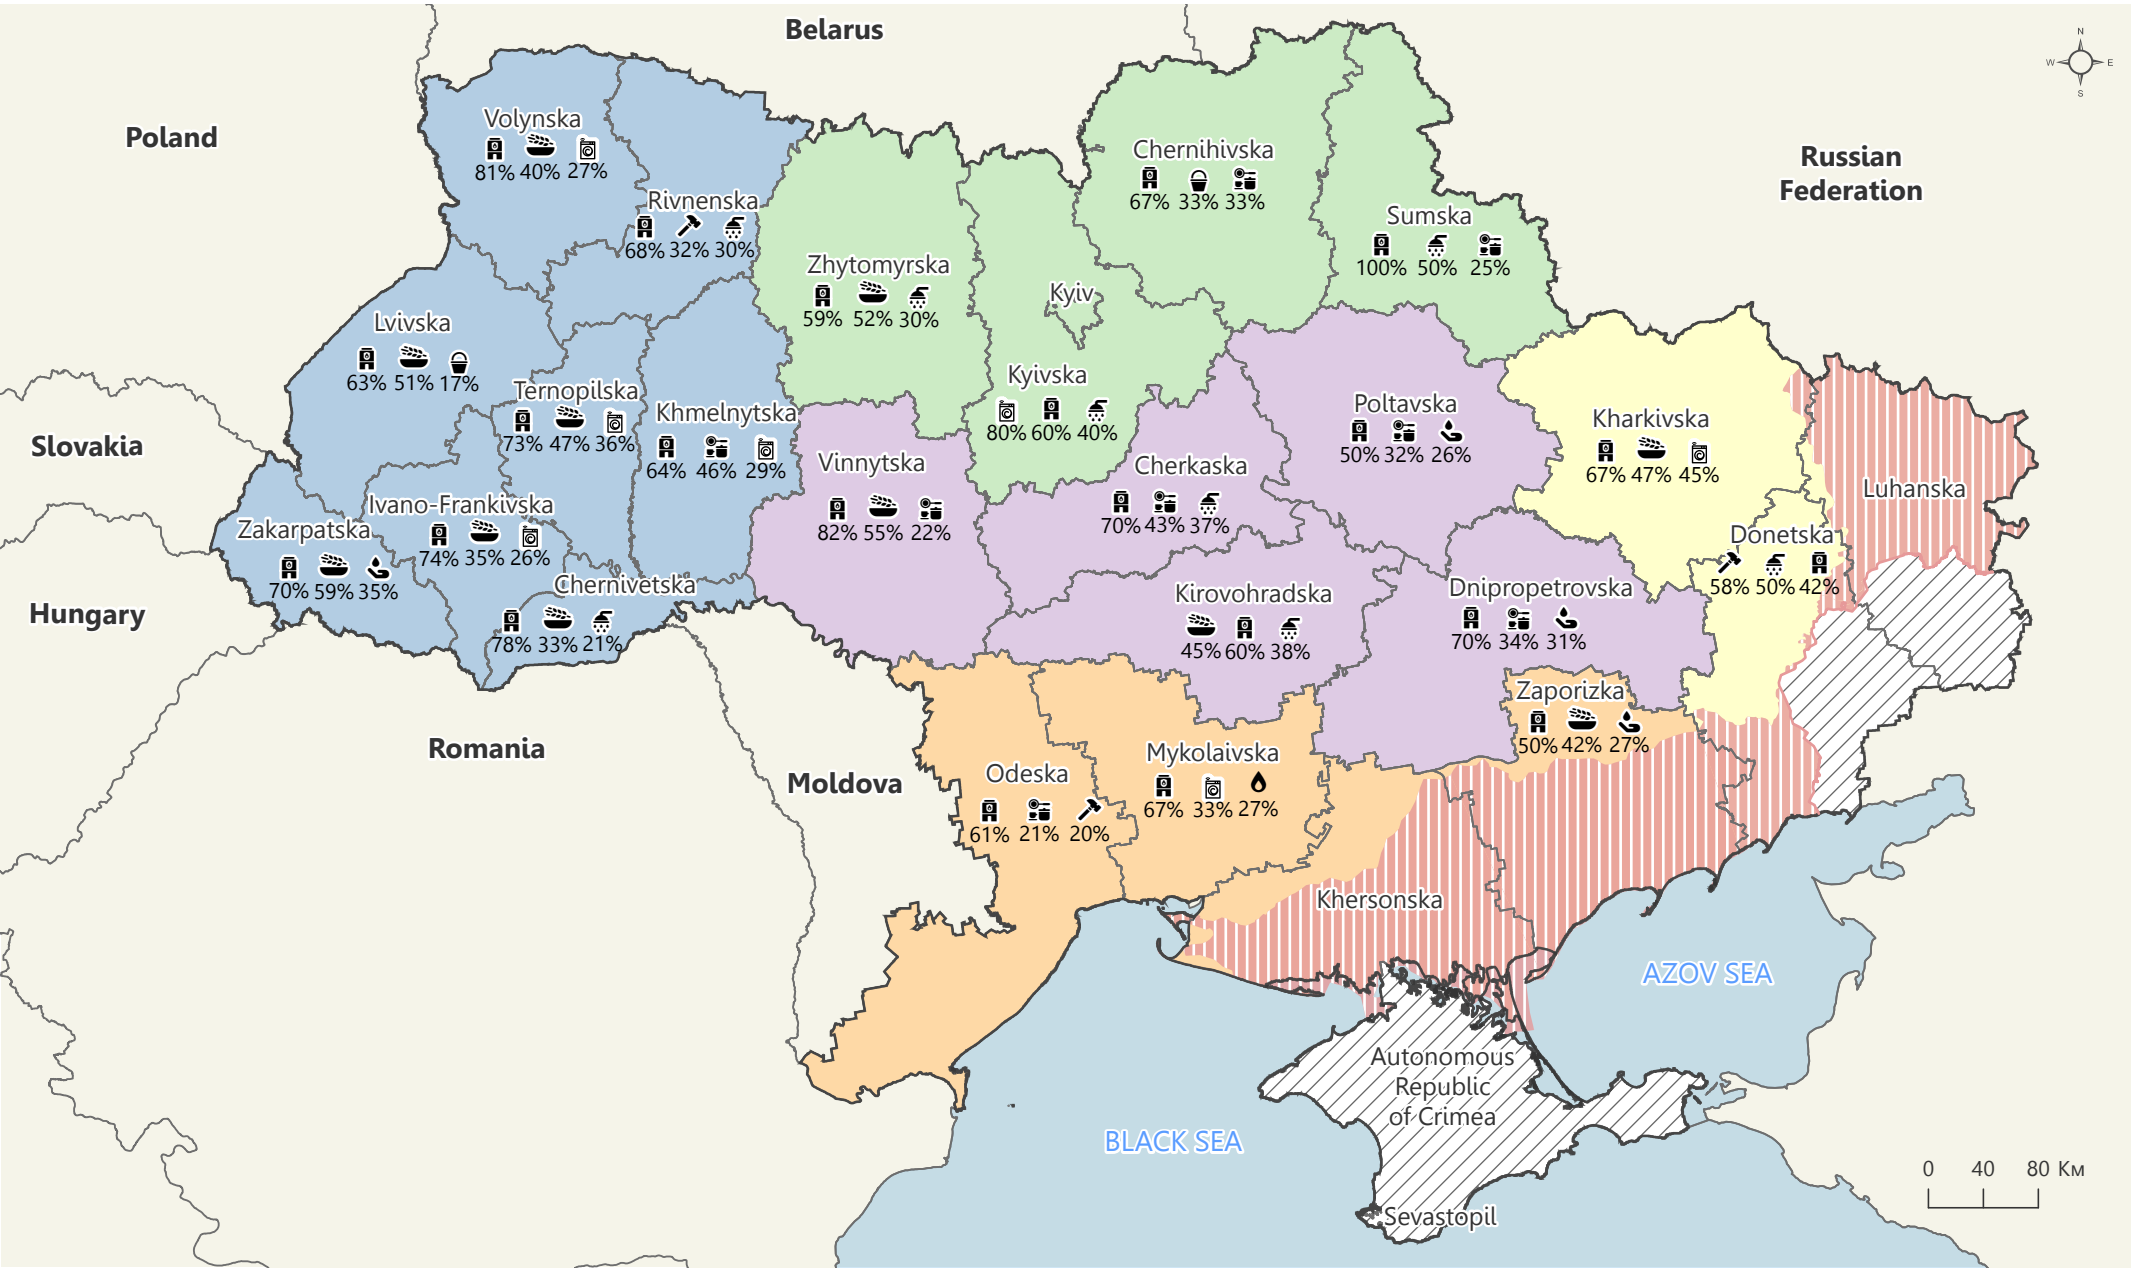 Belarus
N
W
E
S
Poland
Russian
Federation
Volynska
81% 40% 27%
Rivnenska
68% 32% 30%
Chernihivska
67% 33% 33%
Sumska
100% 50% 25%
Zhytomyrska
59% 52% 30%
Kyiv
Lvivska
63% 51% 17%
Ternopilska
73% 47% 36%
Khmelnytska
64% 46% 29%
Kyivska
80% 60% 40%
Poltavska
50% 32% 26%
Kharkivska
67% 47% 45%
Slovakia
Vinnytska
82% 55% 22%
Cherkaska
70% 43% 37%
Luhanska
Ivano-Frankivska
74% 35% 26%
Zakarpatska
70% 59% 35%
Donetska
58% 50% 42%
Hungary
Chernivetska
78% 33% 21%
Kirovohradska
45% 60% 38%
Dnipropetrovska
70% 34% 31%
Zaporizka
50% 42% 27%
Romania
Moldova
Odeska
61% 21% 20%
Mykolaivska
67% 33% 27%
Khersonska
AZOV SEA
Autonomous
Republic
of Crimea
BLACK SEA
0 40 80 Км
Sevastopil